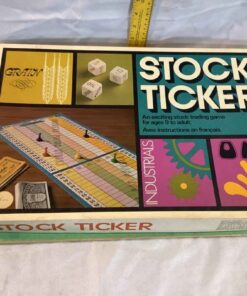 GRAIN
STOCK
TICKER
An exciting stock trading game
for ages 9 to adult.
Avec instructions en français.
INDUSTRIALS
STOCK TICKER